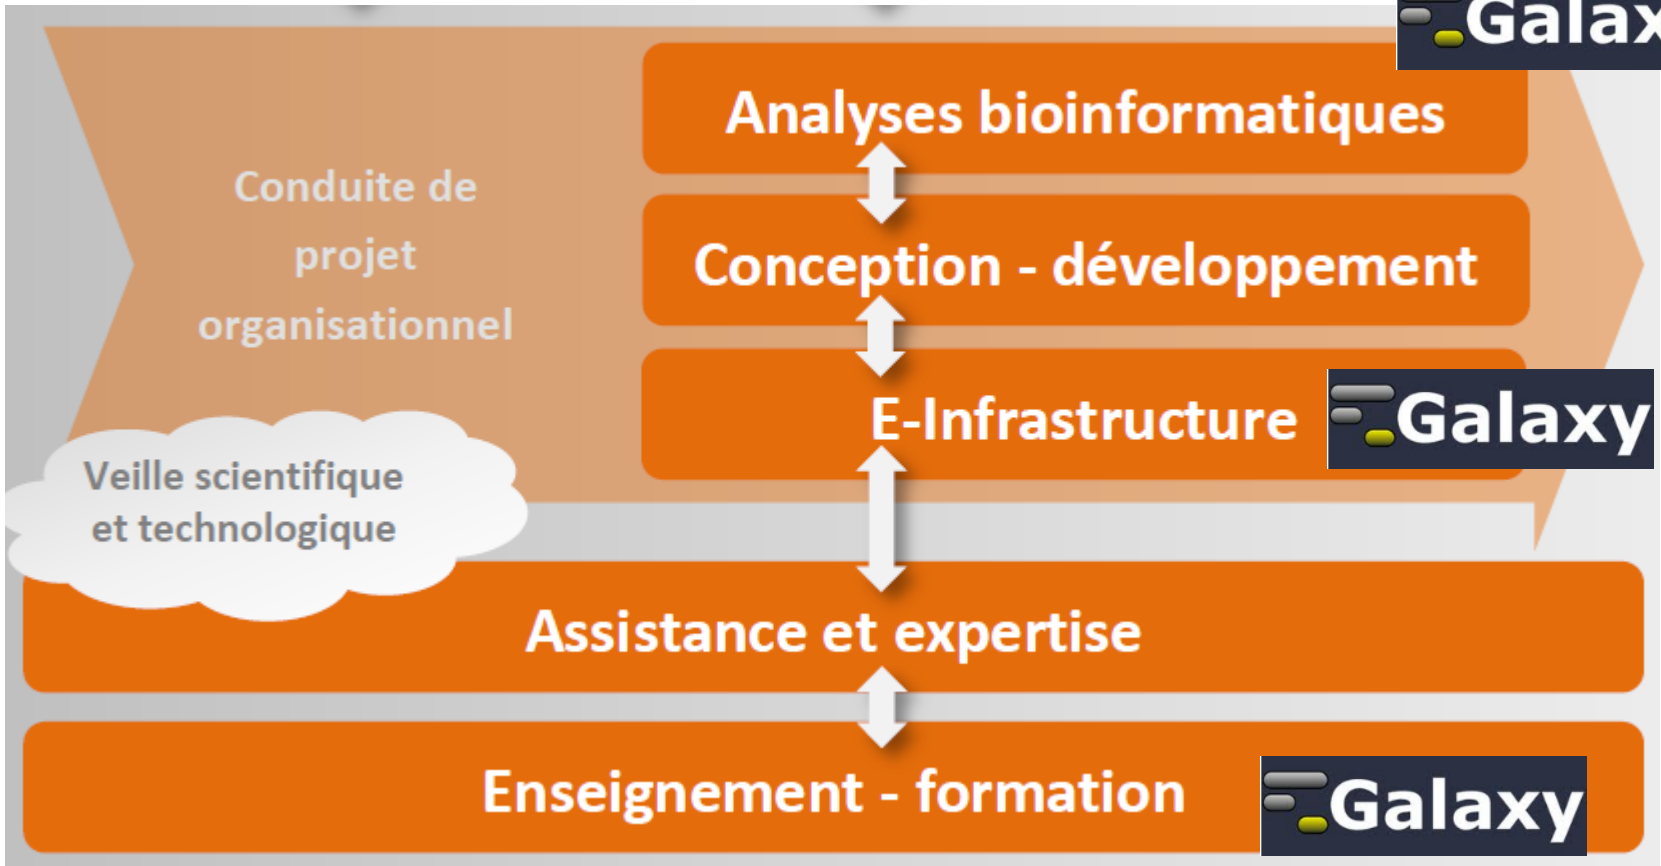 Galax
Analyses bioinformatiques
Conduite de
projet
organisationnel
Conception - développement
E-Infrastructure
Galaxy
Veille scientifique
et technologique
Assistance et expertise
Enseignement - formation
Galaxy